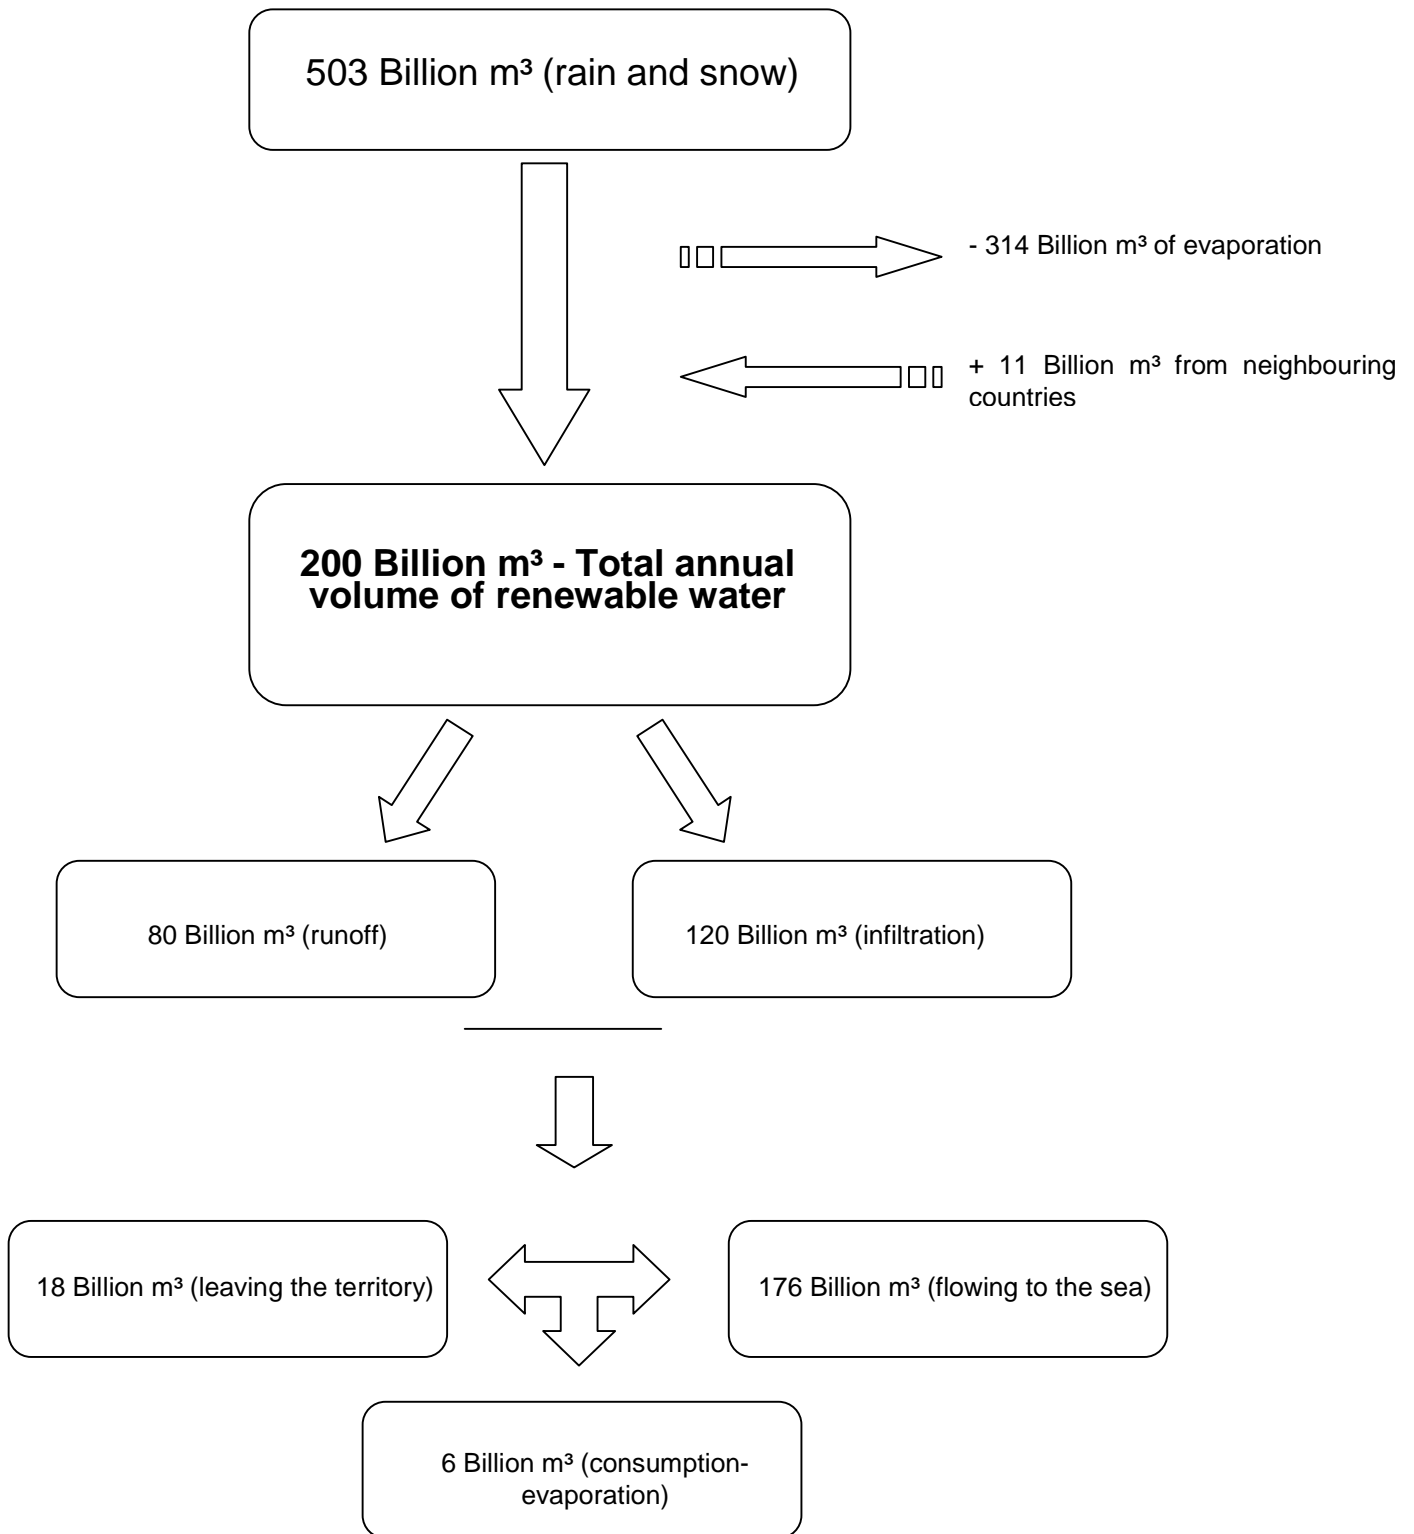 503 Billion m³ (rain and snow)
- 314 Billion m³ of evaporation
+ 11 Billion m³ from neighbouring
countries
200 Billion m³ - Total annual
volume of renewable water
80 Billion m³ (runoff)
120 Billion m³ (infiltration)
18 Billion m³ (leaving the territory)
176 Billion m³ (flowing to the sea)
6 Billion m³ (consumption-
evaporation)